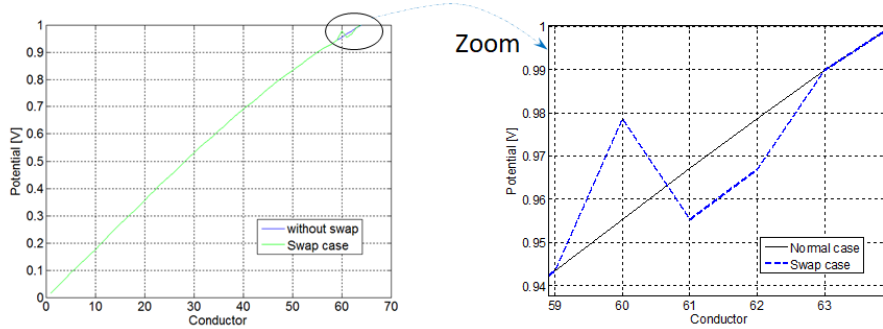 1
0.9
0.8
0.7
0.6
0.5
0.4
0.3
0.2
0.1
0
Potential [V]
without swap
Swap case
0 10 20 30 40 50 60 70
Conductor
Zoom
1
0.99
0.98
0.97
0.96
0.95
0.94
Potential [V]
Normal case
Swap case
59 60 61 62 63
Conductor